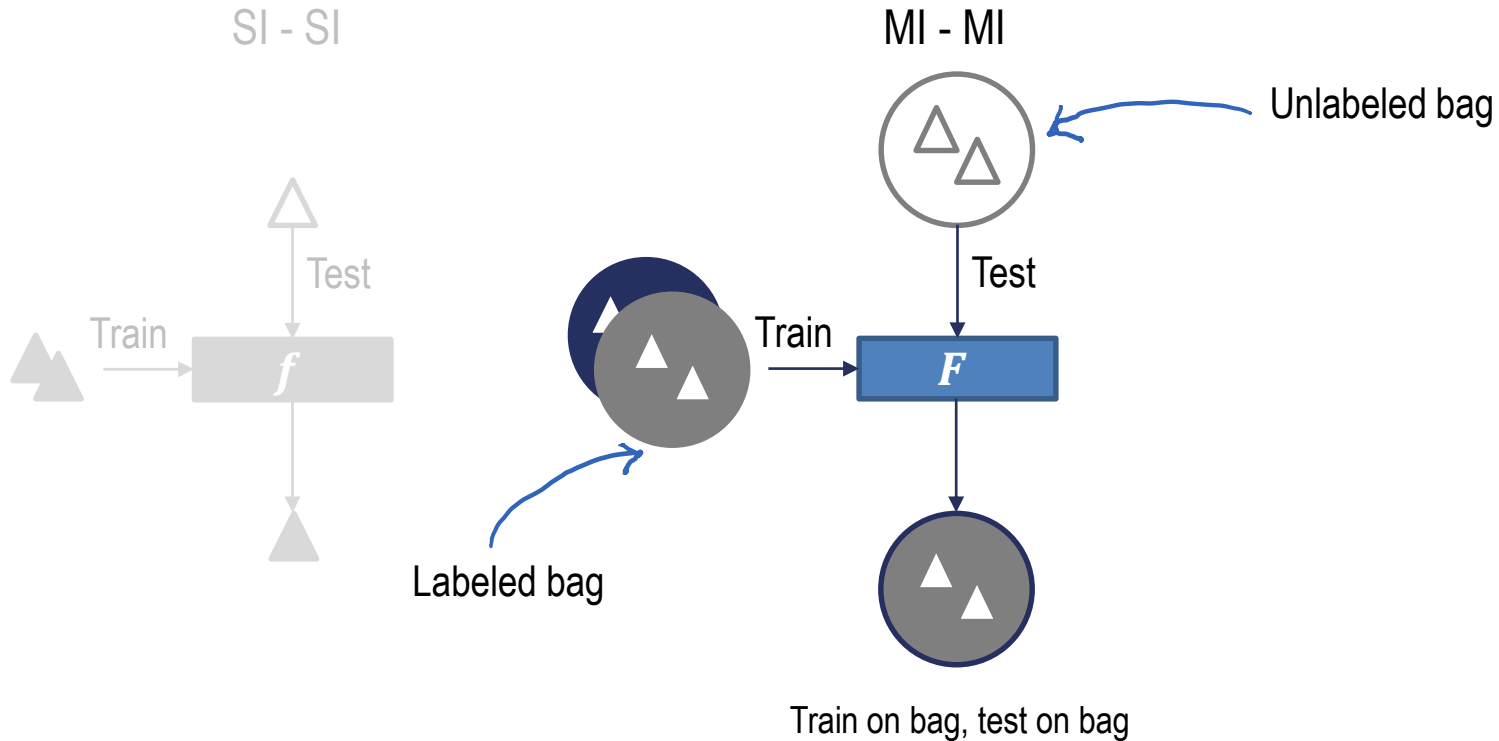 SI - SI
MI - MI
Unlabeled bag
Test
Test
Train
Train
f
F
Labeled bag
Train on bag, test on bag